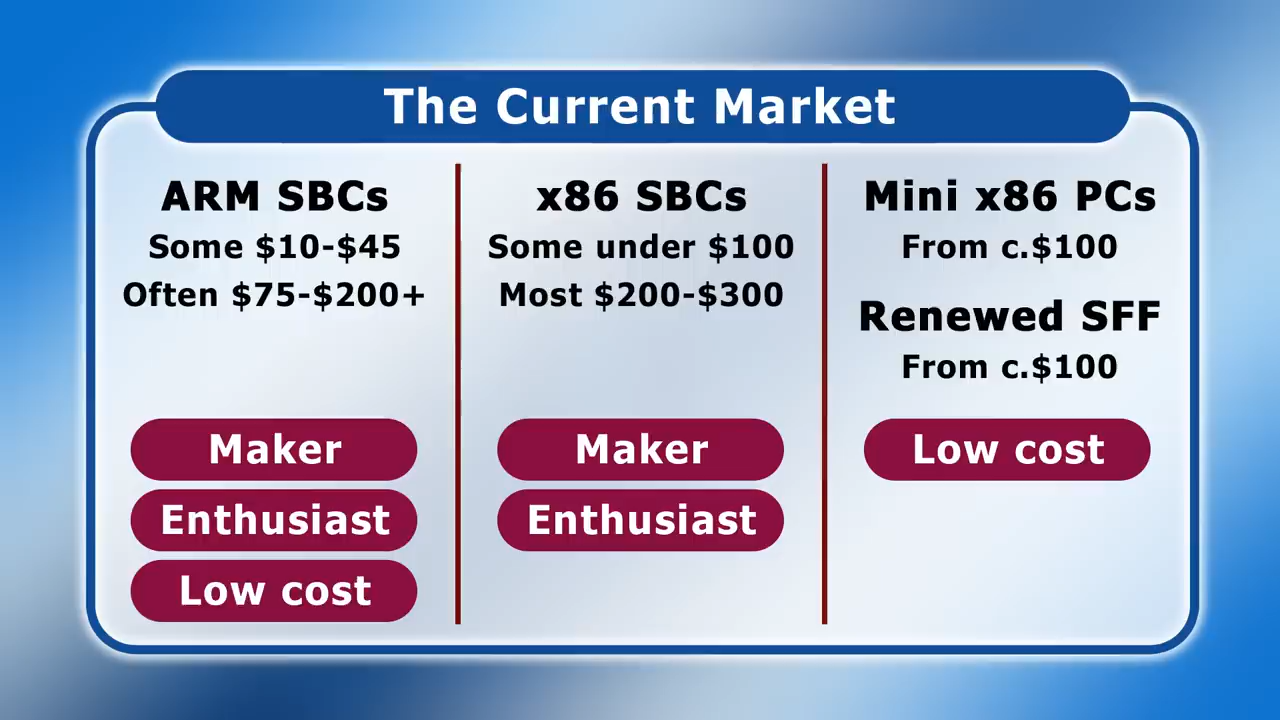 The Current Market
ARM SBCs
Some $10-$45
Often $75-$200+
Maker
Enthusiast
Low cost
x86 SBCs
Some under $100
Most $200-$300
Maker
Enthusiast
Mini x86 PCs
From c.$100
Renewed SFF
From c.$100
Low cost